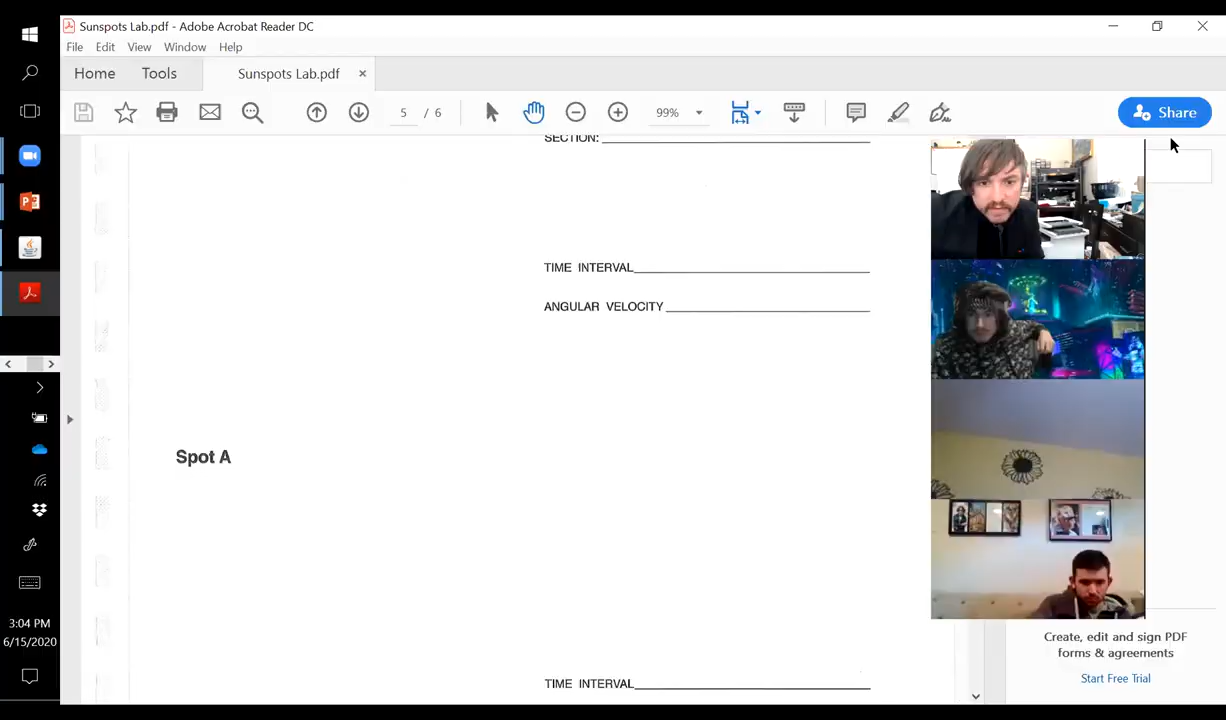 Sunspots Lab.pdf - Adobe Acrobat Reader DC
File Edit View Window Help
Home Tools Sunspots Lab.pdf ×
5 / 6 99% Share
SECTION:
TIME INTERVAL
ANGULAR VELOCITY
Spot A
TIME INTERVAL
Create, edit and sign PDF
forms & agreements
Start Free Trial
3:04 PM
6/15/2020